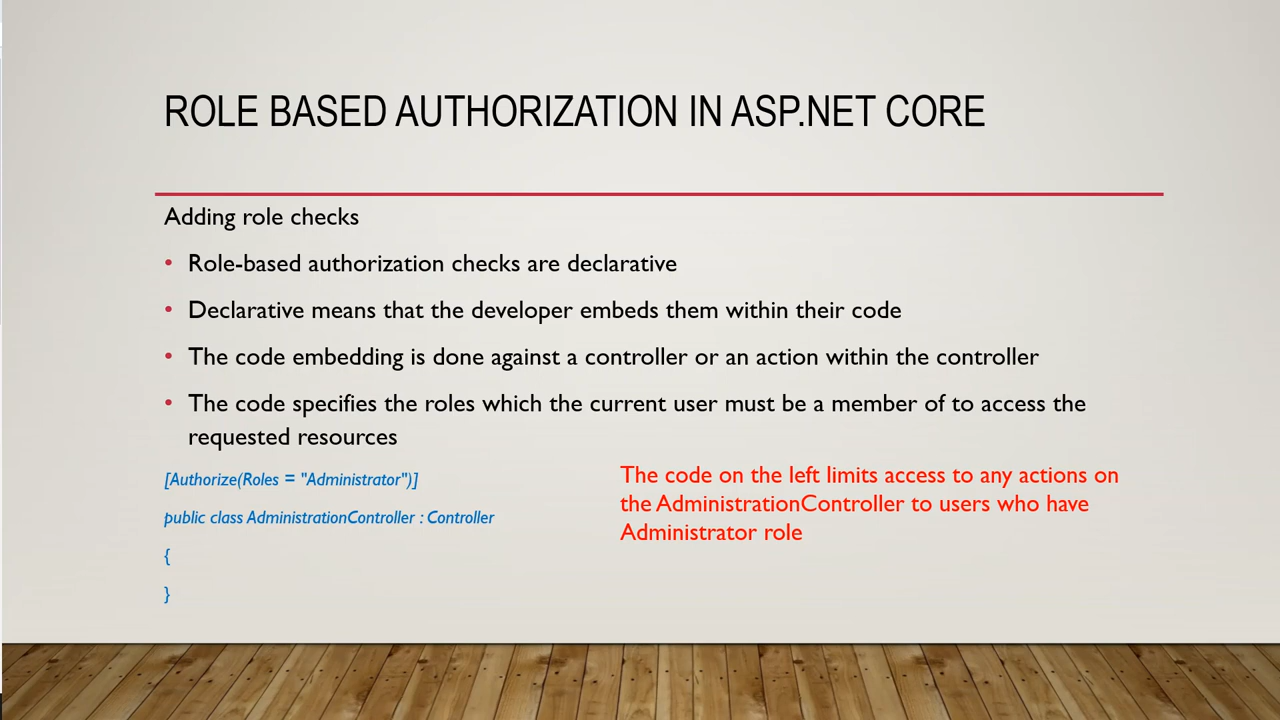 ROLE BASED AUTHORIZATION IN ASP.NET CORE
Adding role checks
• Role-based authorization checks are declarative
• Declarative means that the developer embeds them within their code
• The code embedding is done against a controller or an action within the controller
• The code specifies the roles which the current user must be a member of to access the
requested resources
[Authorize(Roles = "Administrator")]
public class AdministrationController : Controller
{
}
The code on the left limits access to any actions on
the AdministrationController to users who have
Administrator role